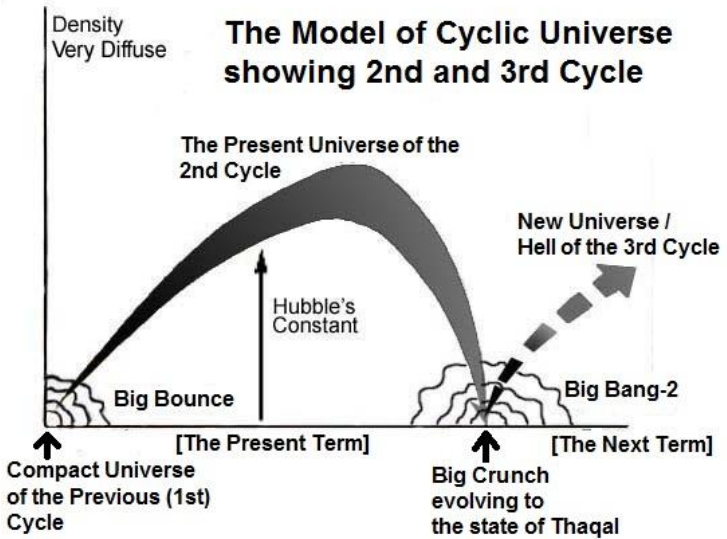 Density
Very Diffuse
The Model of Cyclic Universe
showing 2nd and 3rd Cycle
The Present Universe of the
2nd Cycle
New Universe /
Hell of the 3rd Cycle
Hubble's
Constant
Big Bounce
Big Bang-2
[The Present Term]
[The Next Term]
Compact Universe
of the Previous (1st)
Cycle
Big Crunch
evolving to
the state of Thaqal